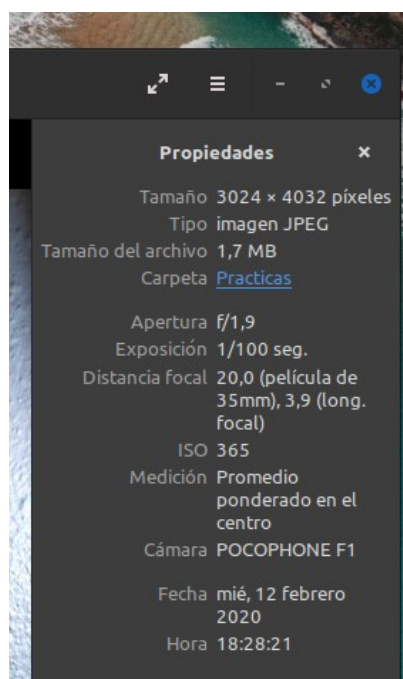 Propiedades
Tamaño 3024 × 4032 píxeles
Tipo imagen JPEG
Tamaño del archivo 1,7 MB
Carpeta Practicas
Apertura f/1,9
Exposición 1/100 seg.
Distancia focal 20,0 (película de
35mm), 3,9 (long.
focal)
ISO 365
Medición Promedio
ponderado en el
centro
Cámara POCOPHONE F1
Fecha mié, 12 febrero
2020
Hora 18:28:21